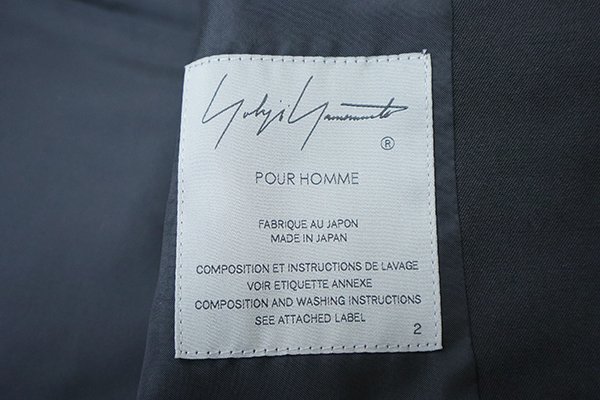 Yohji Yamamoto
®
POUR HOMME
FABRIQUE AU JAPON
MADE IN JAPAN
COMPOSITION ET INSTRUCTIONS DE LAVAGE
VOIR ETIQUETTE ANNEXE
COMPOSITION AND WASHING INSTRUCTIONS
SEE ATTACHED LABEL
2